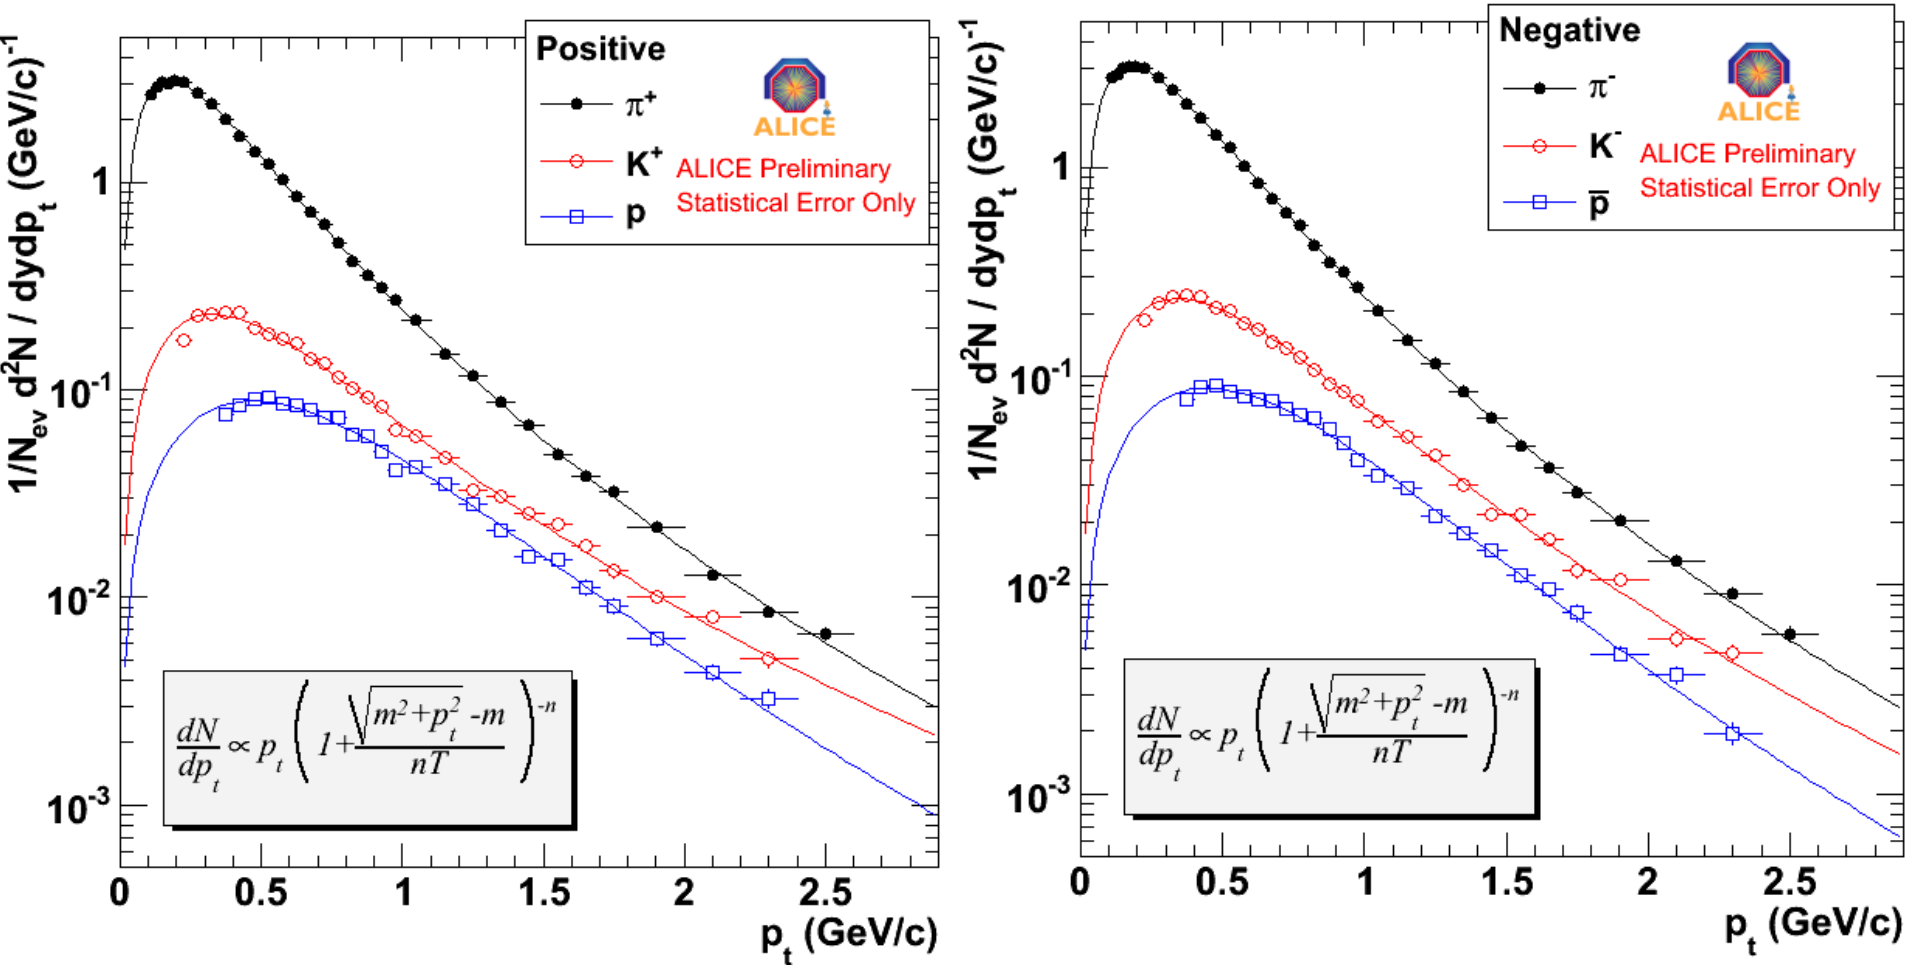 1/N_ev d²N / dydp_t (GeV/c)⁻¹
1
10⁻¹
10⁻²
10⁻³
0 0.5 1 1.5 2 2.5
p_t (GeV/c)
Positive
π⁺
K⁺
p
ALICE
ALICE Preliminary
Statistical Error Only
dN/dp_t ∝ p_t (1+ (√(m²+p_t²) -m)/nT)^-n
1/N_ev d²N / dydp_t (GeV/c)⁻¹
1
10⁻¹
10⁻²
10⁻³
0 0.5 1 1.5 2 2.5
p_t (GeV/c)
Negative
π⁻
K⁻
p̅
ALICE
ALICE Preliminary
Statistical Error Only
dN/dp_t ∝ p_t (1+ (√(m²+p_t²) -m)/nT)^-n